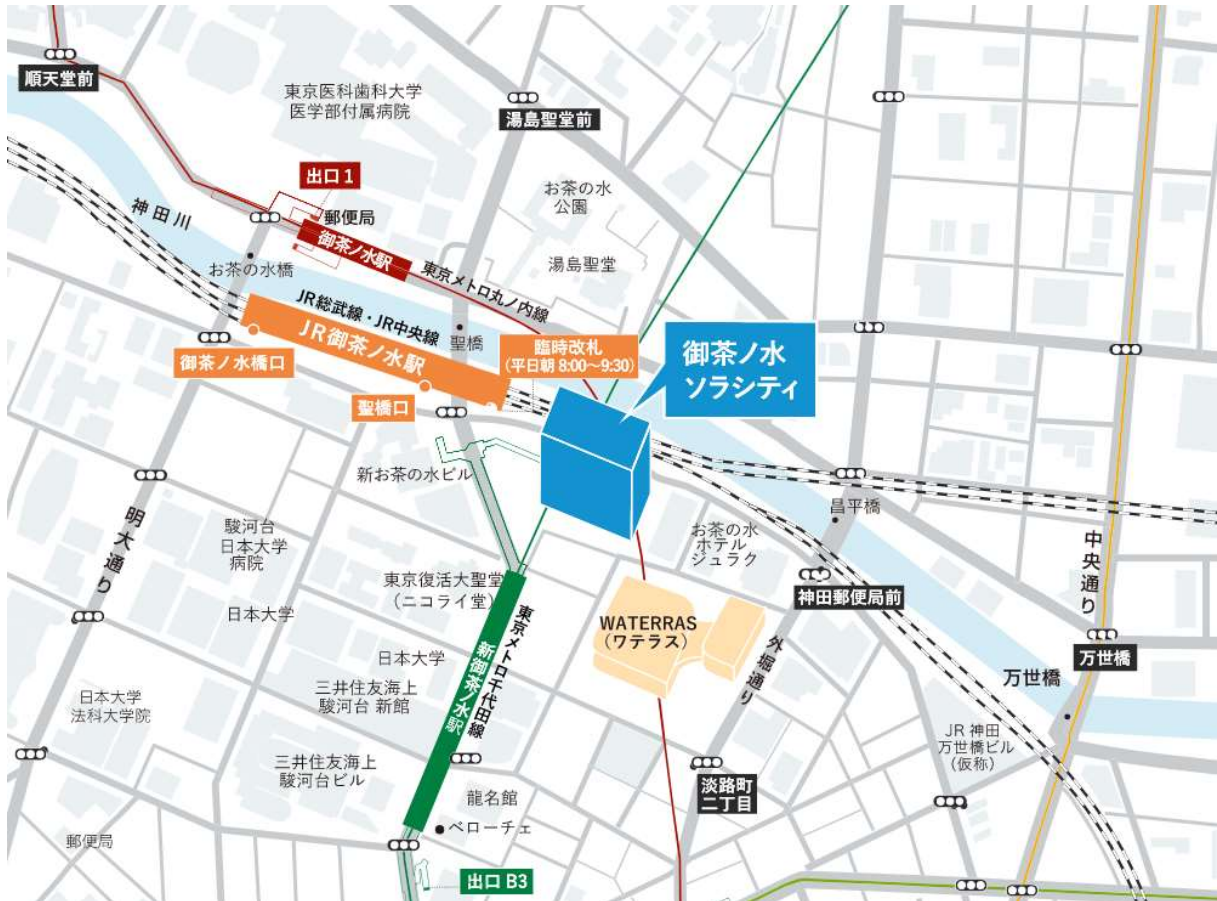 順天堂前
東京医科歯科大学
医学部付属病院
湯島聖堂前
出口 1
郵便局
お茶の水
公園
神田川
御茶ノ水駅
お茶の水橋
東京メトロ丸ノ内線
湯島聖堂
JR総武線・JR中央線
JR御茶ノ水駅
聖橋
臨時改札
(平日朝 8:00～9:30)
御茶ノ水
ソラシティ
御茶ノ水橋口
聖橋口
新お茶の水ビル
昌平橋
明大通り
駿河台
日本大学
病院
お茶の水
ホテル
ジュラク
中央通り
東京復活大聖堂
(ニコライ堂)
神田郵便局前
日本大学
WATERRAS
(ワテラス)
外堀通り
東京メトロ千代田線
新御茶ノ水駅
万世橋
日本大学
万世橋
三井住友海上
駿河台 新館
日本大学
法科大学院
JR 神田
万世橋ビル
(仮称)
三井住友海上
駿河台ビル
淡路町
二丁目
龍名館
ベローチェ
郵便局
出口 B3